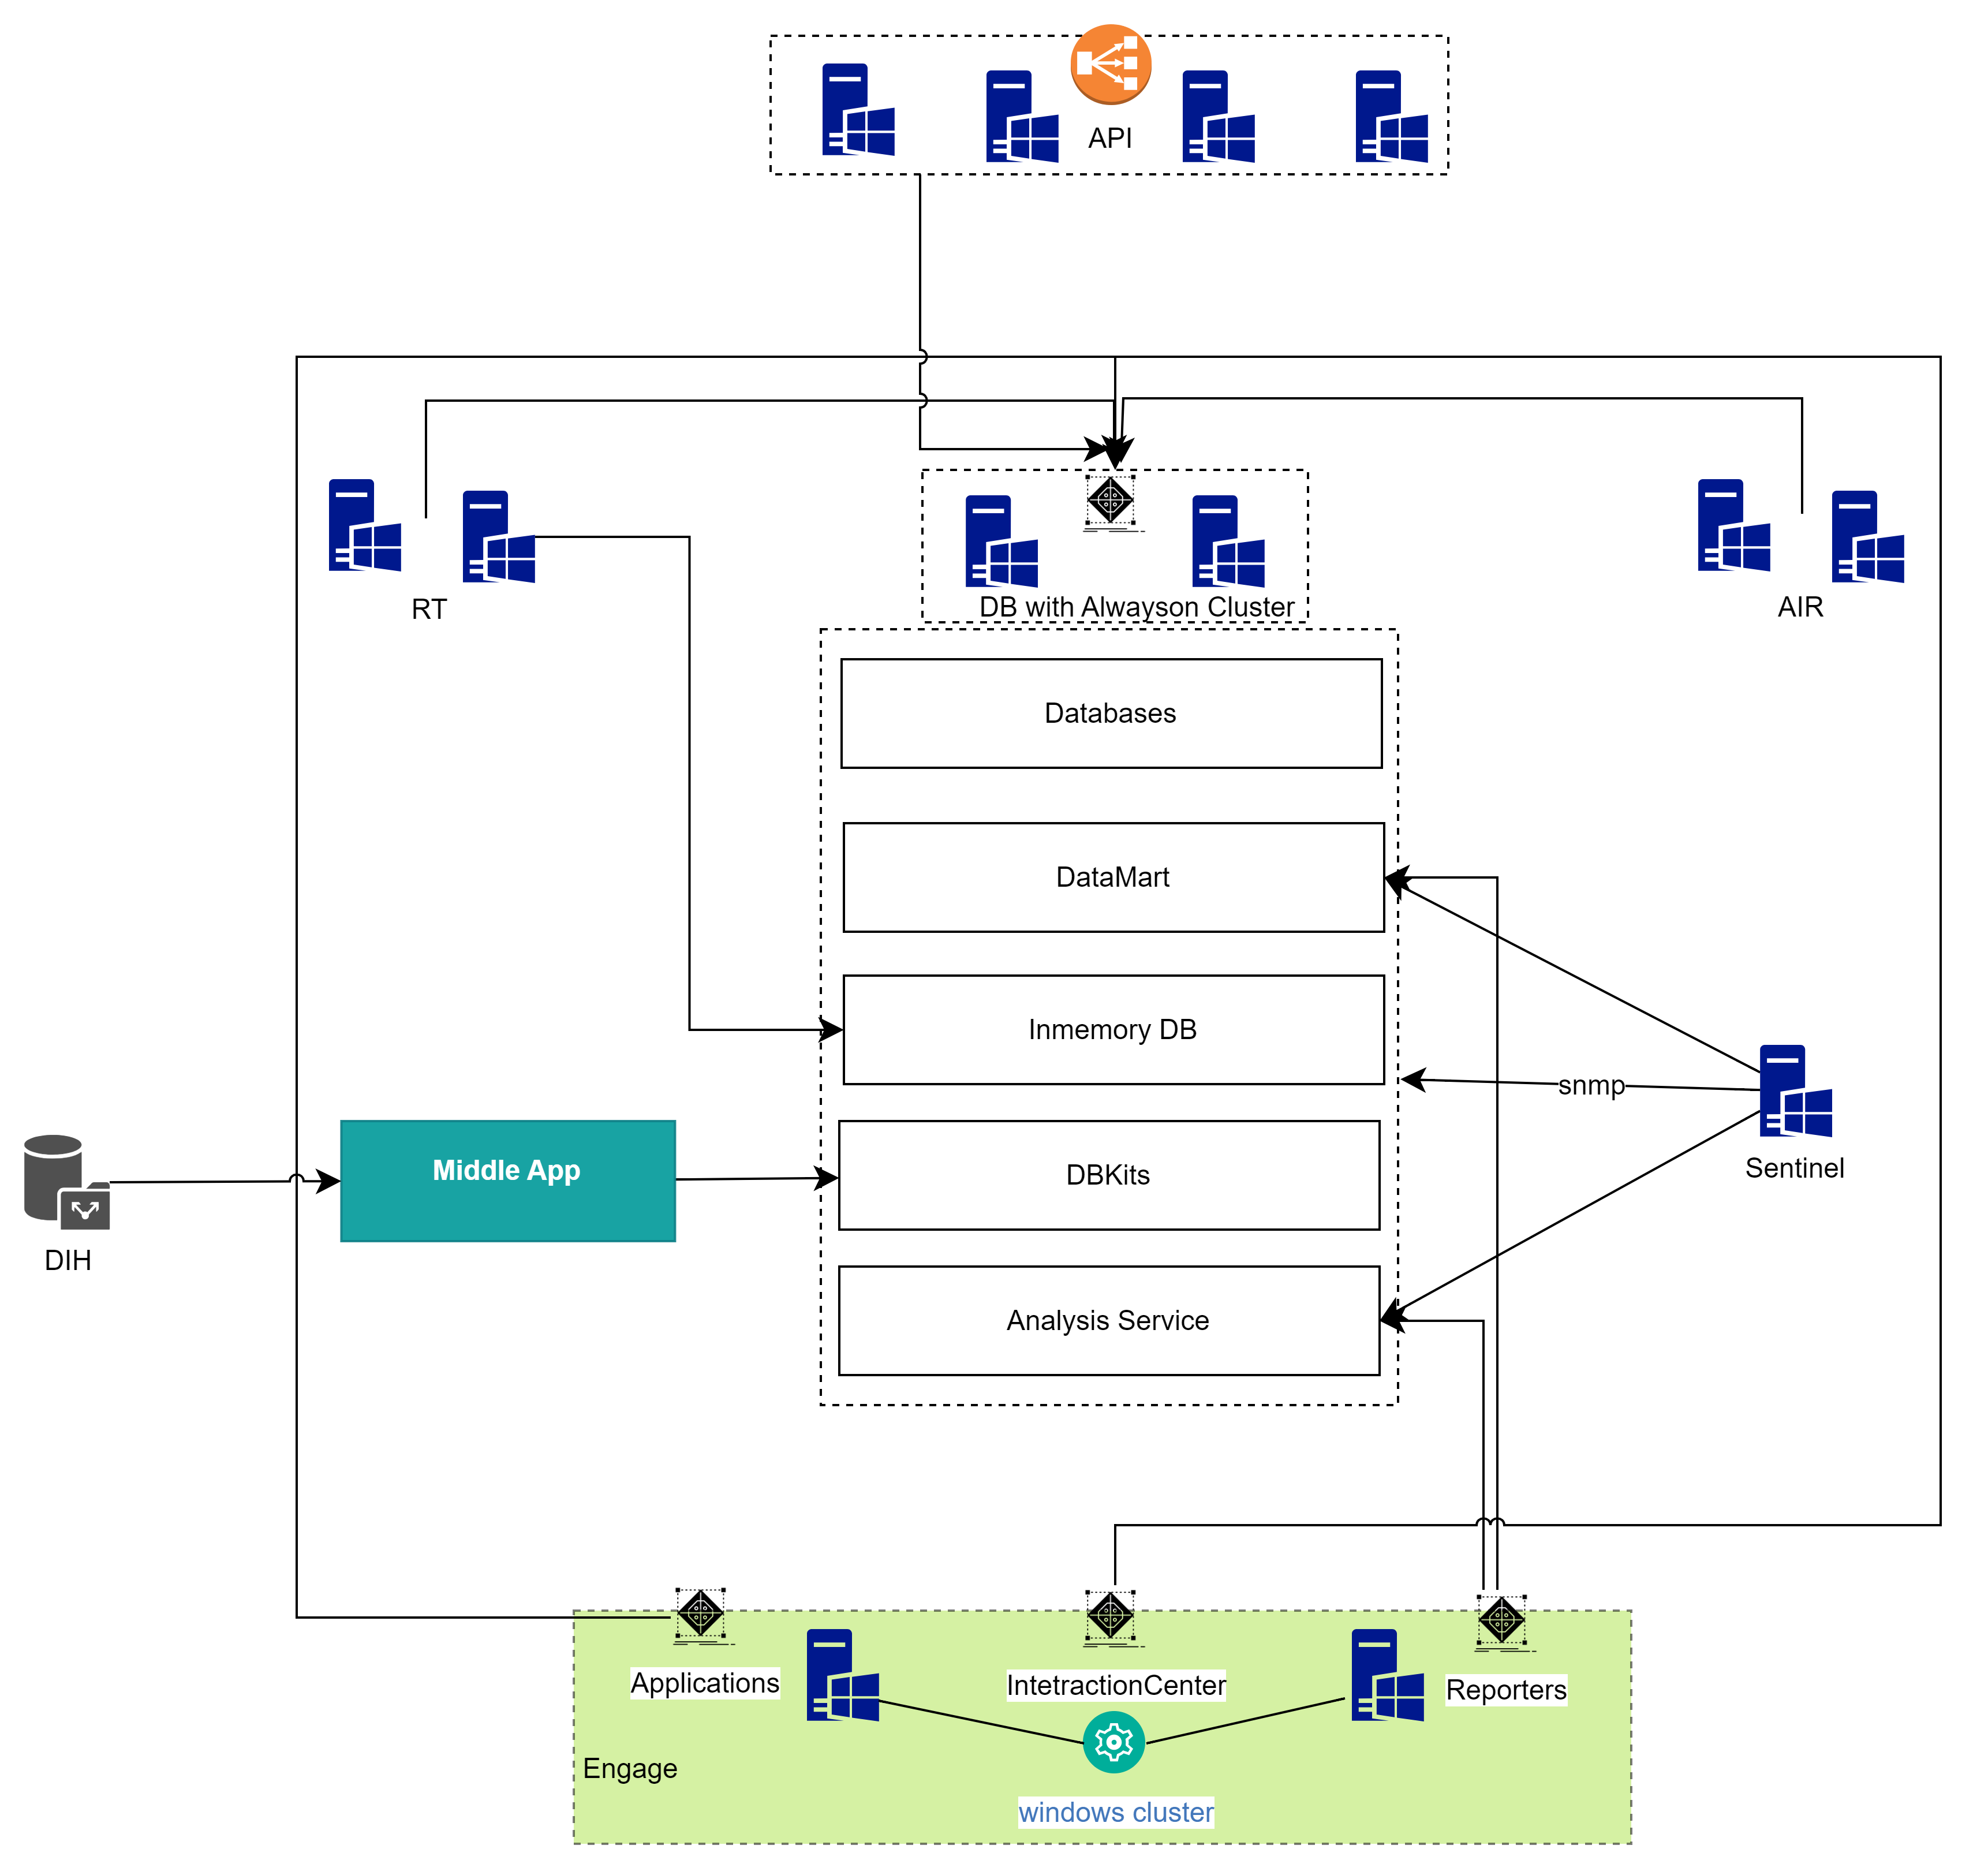 API
RT
DB with Alwayson Cluster
AIR
Databases
DataMart
Inmemory DB
snmp
Middle App
DBKits
Sentinel
DIH
Analysis Service
Applications
IntetractionCenter
Reporters
Engage
windows cluster